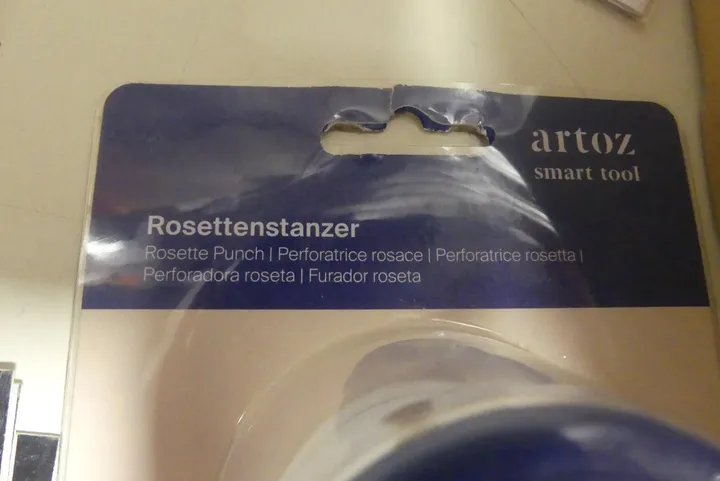 artoz
smart tool
Rosettenstanzer
Rosette Punch | Perforatrice rosace | Perforatrice rosetta |
Perforadora roseta | Furador roseta